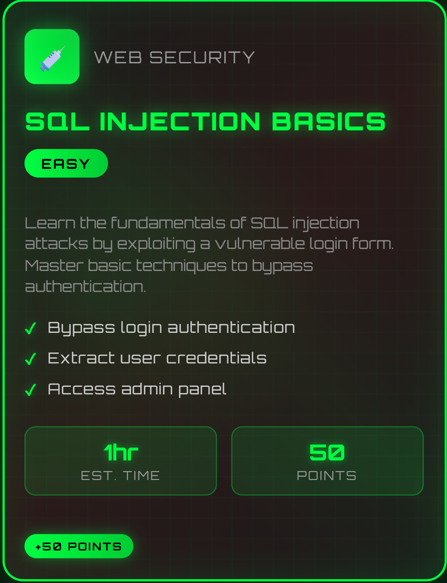 WEB SECURITY
SQL INJECTION BASICS
EASY
Learn the fundamentals of SQL injection
attacks by exploiting a vulnerable login form.
Master basic techniques to bypass
authentication.
✓ Bypass login authentication
✓ Extract user credentials
✓ Access admin panel
1hr
EST. TIME
50
POINTS
+50 POINTS